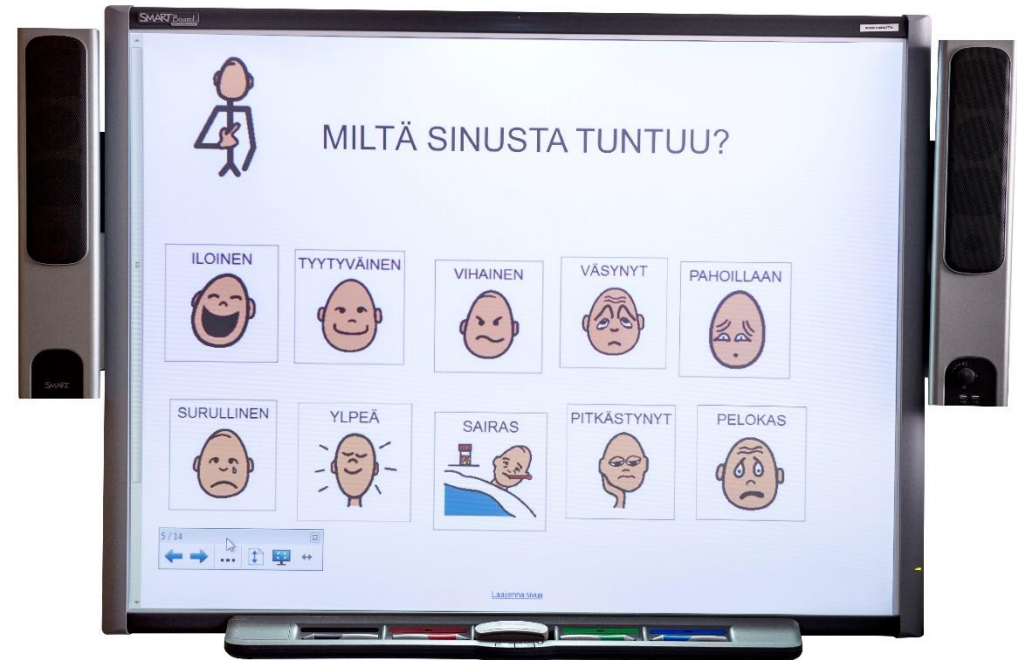 SMART Board
MILTÄ SINUSTA TUNTUU?
ILOINEN
TYYTYVÄINEN
VIHAINEN
VÄSYNYT
PAHOILLAAN
SURULLINEN
YLPEÄ
SAIRAS
PITKÄSTYNYT
PELOKAS
5 / 14
Laajenna sivua
SMART